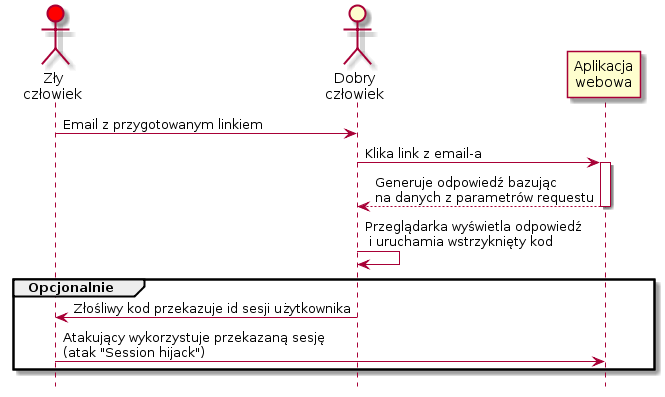 Zły
człowiek
Dobry
człowiek
Aplikacja
webowa
Email z przygotowanym linkiem
Klika link z email-a
Generuje odpowiedź bazując
na danych z parametrów requestu
Przeglądarka wyświetla odpowiedź
i uruchamia wstrzyknięty kod
Opcjonalnie
Złośliwy kod przekazuje id sesji użytkownika
Atakujący wykorzystuje przekazaną sesję
(atak "Session hijack")